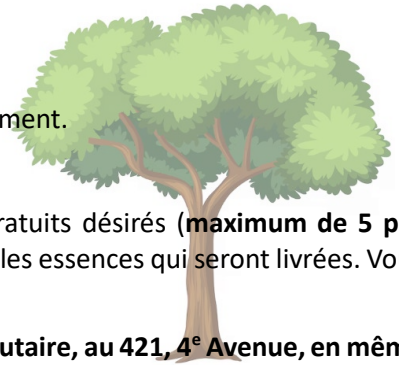 ment.
ratuits désirés (maximum de 5 p
les essences qui seront livrées. Vo
utaire, au 421, 4e Avenue, en mêm